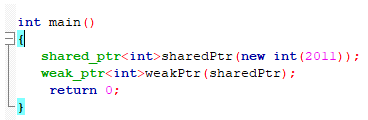 int main()
{
shared_ptr<int>sharedPtr(new int(2011));
weak_ptr<int>weakPtr(sharedPtr);
return 0;
}